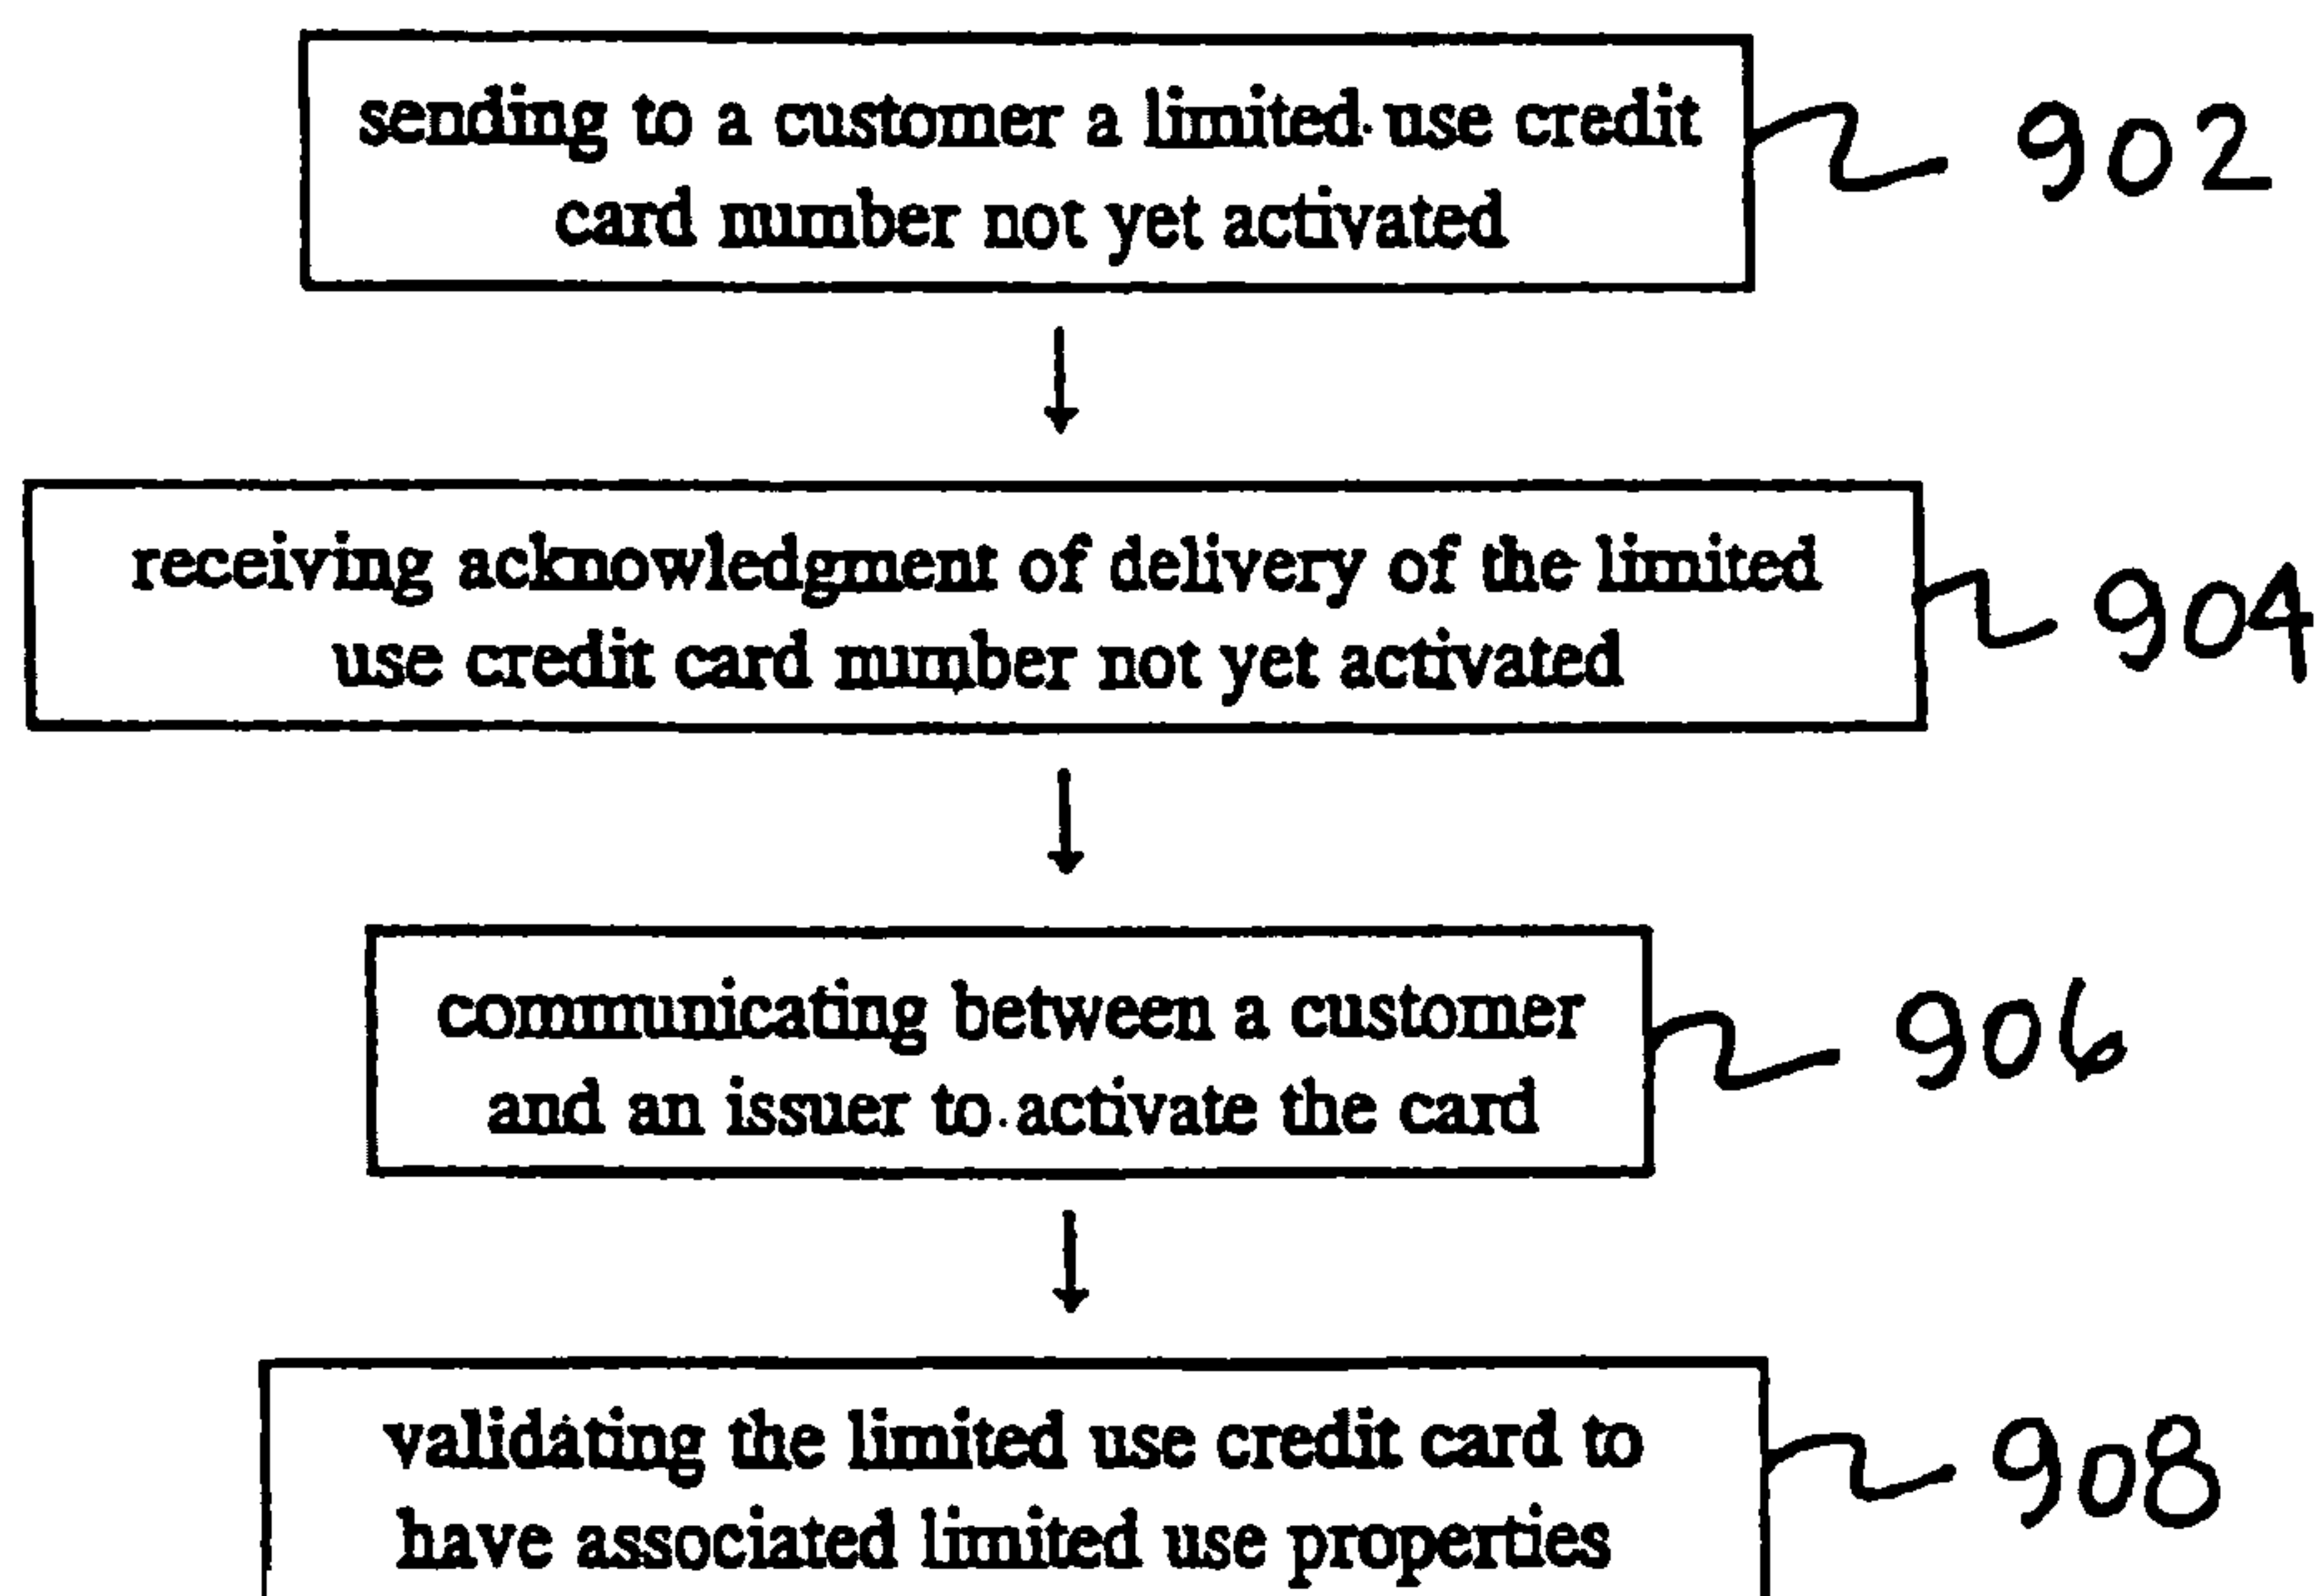 sending to a customer a limited use credit 902
card number not yet activated
receiving acknowledgment of delivery of the limited 904
use credit card number not yet activated
communicating between a customer 906
and an issuer to activate the card
validating the limited use credit card to 908
have associated limited use properties